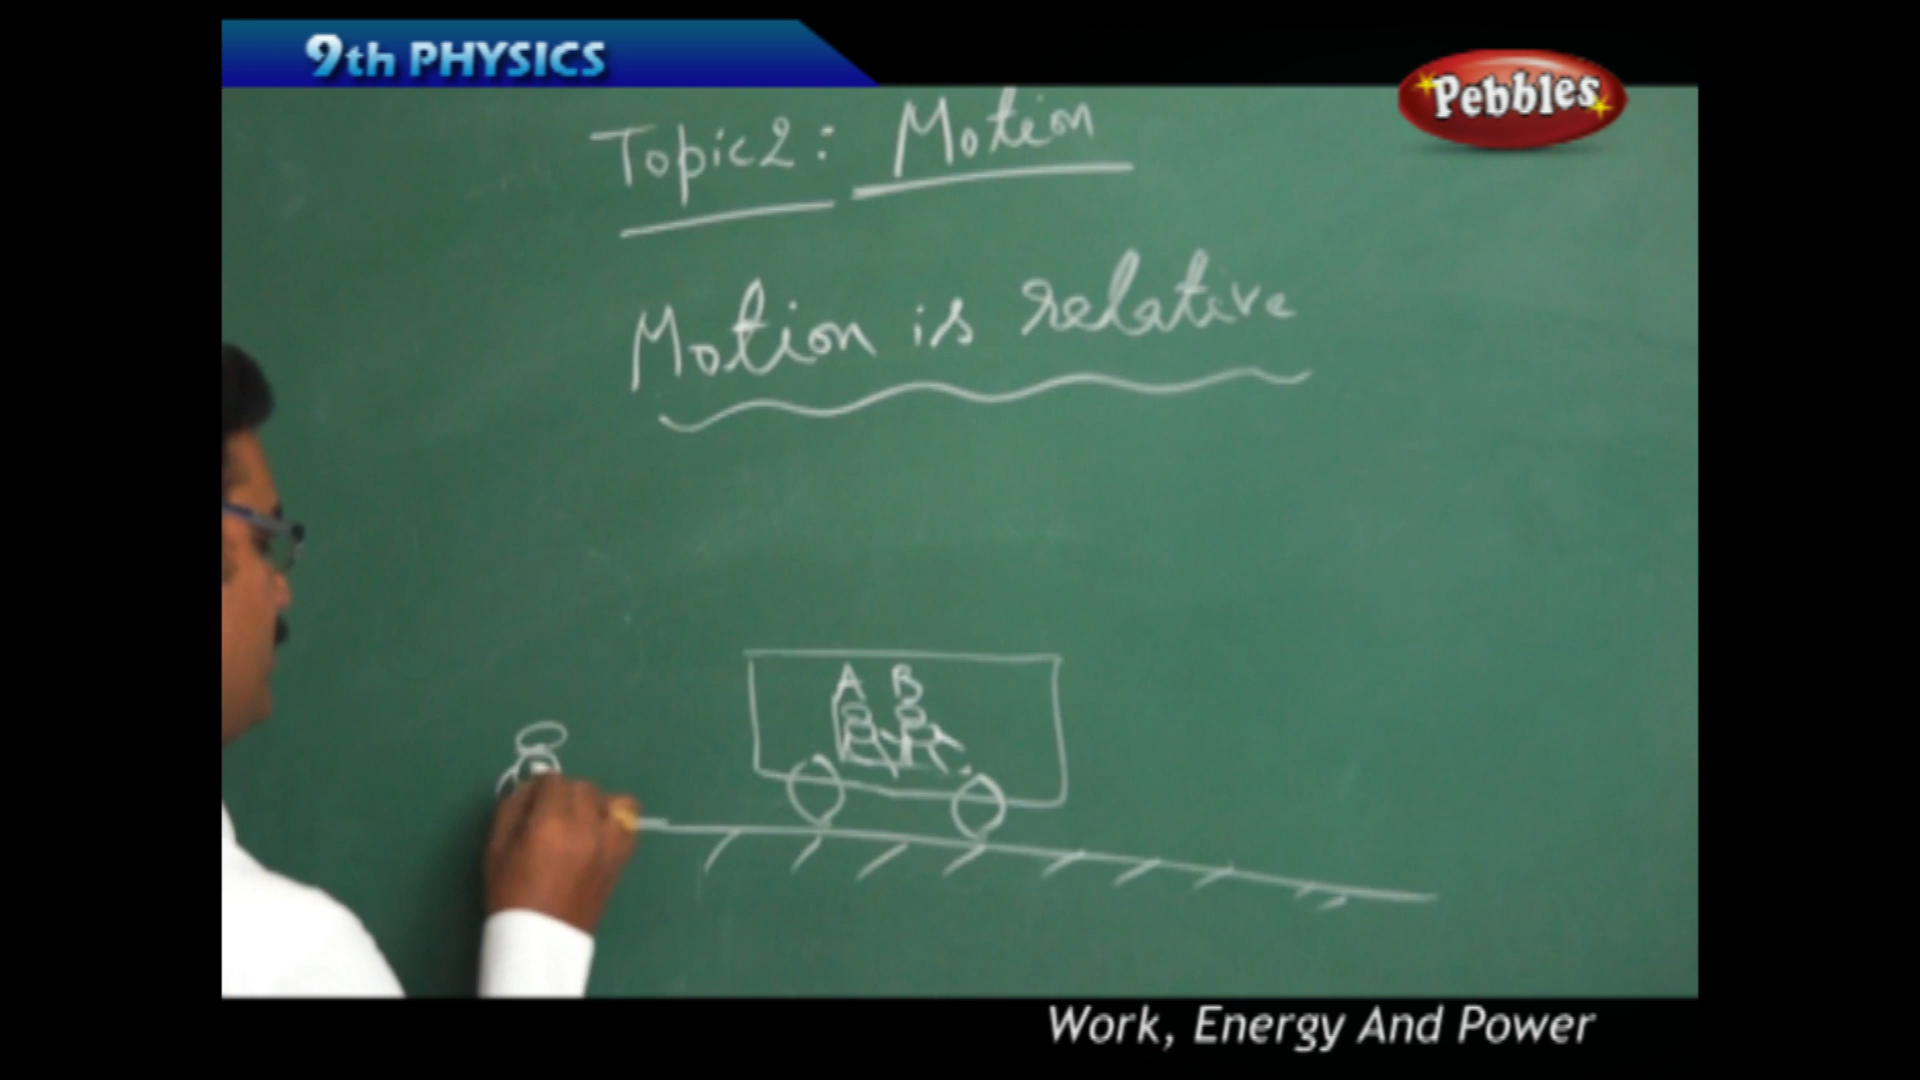 9th PHYSICS
Pebbles
Topic2: Motion
Motion is relative
A B
Work, Energy And Power